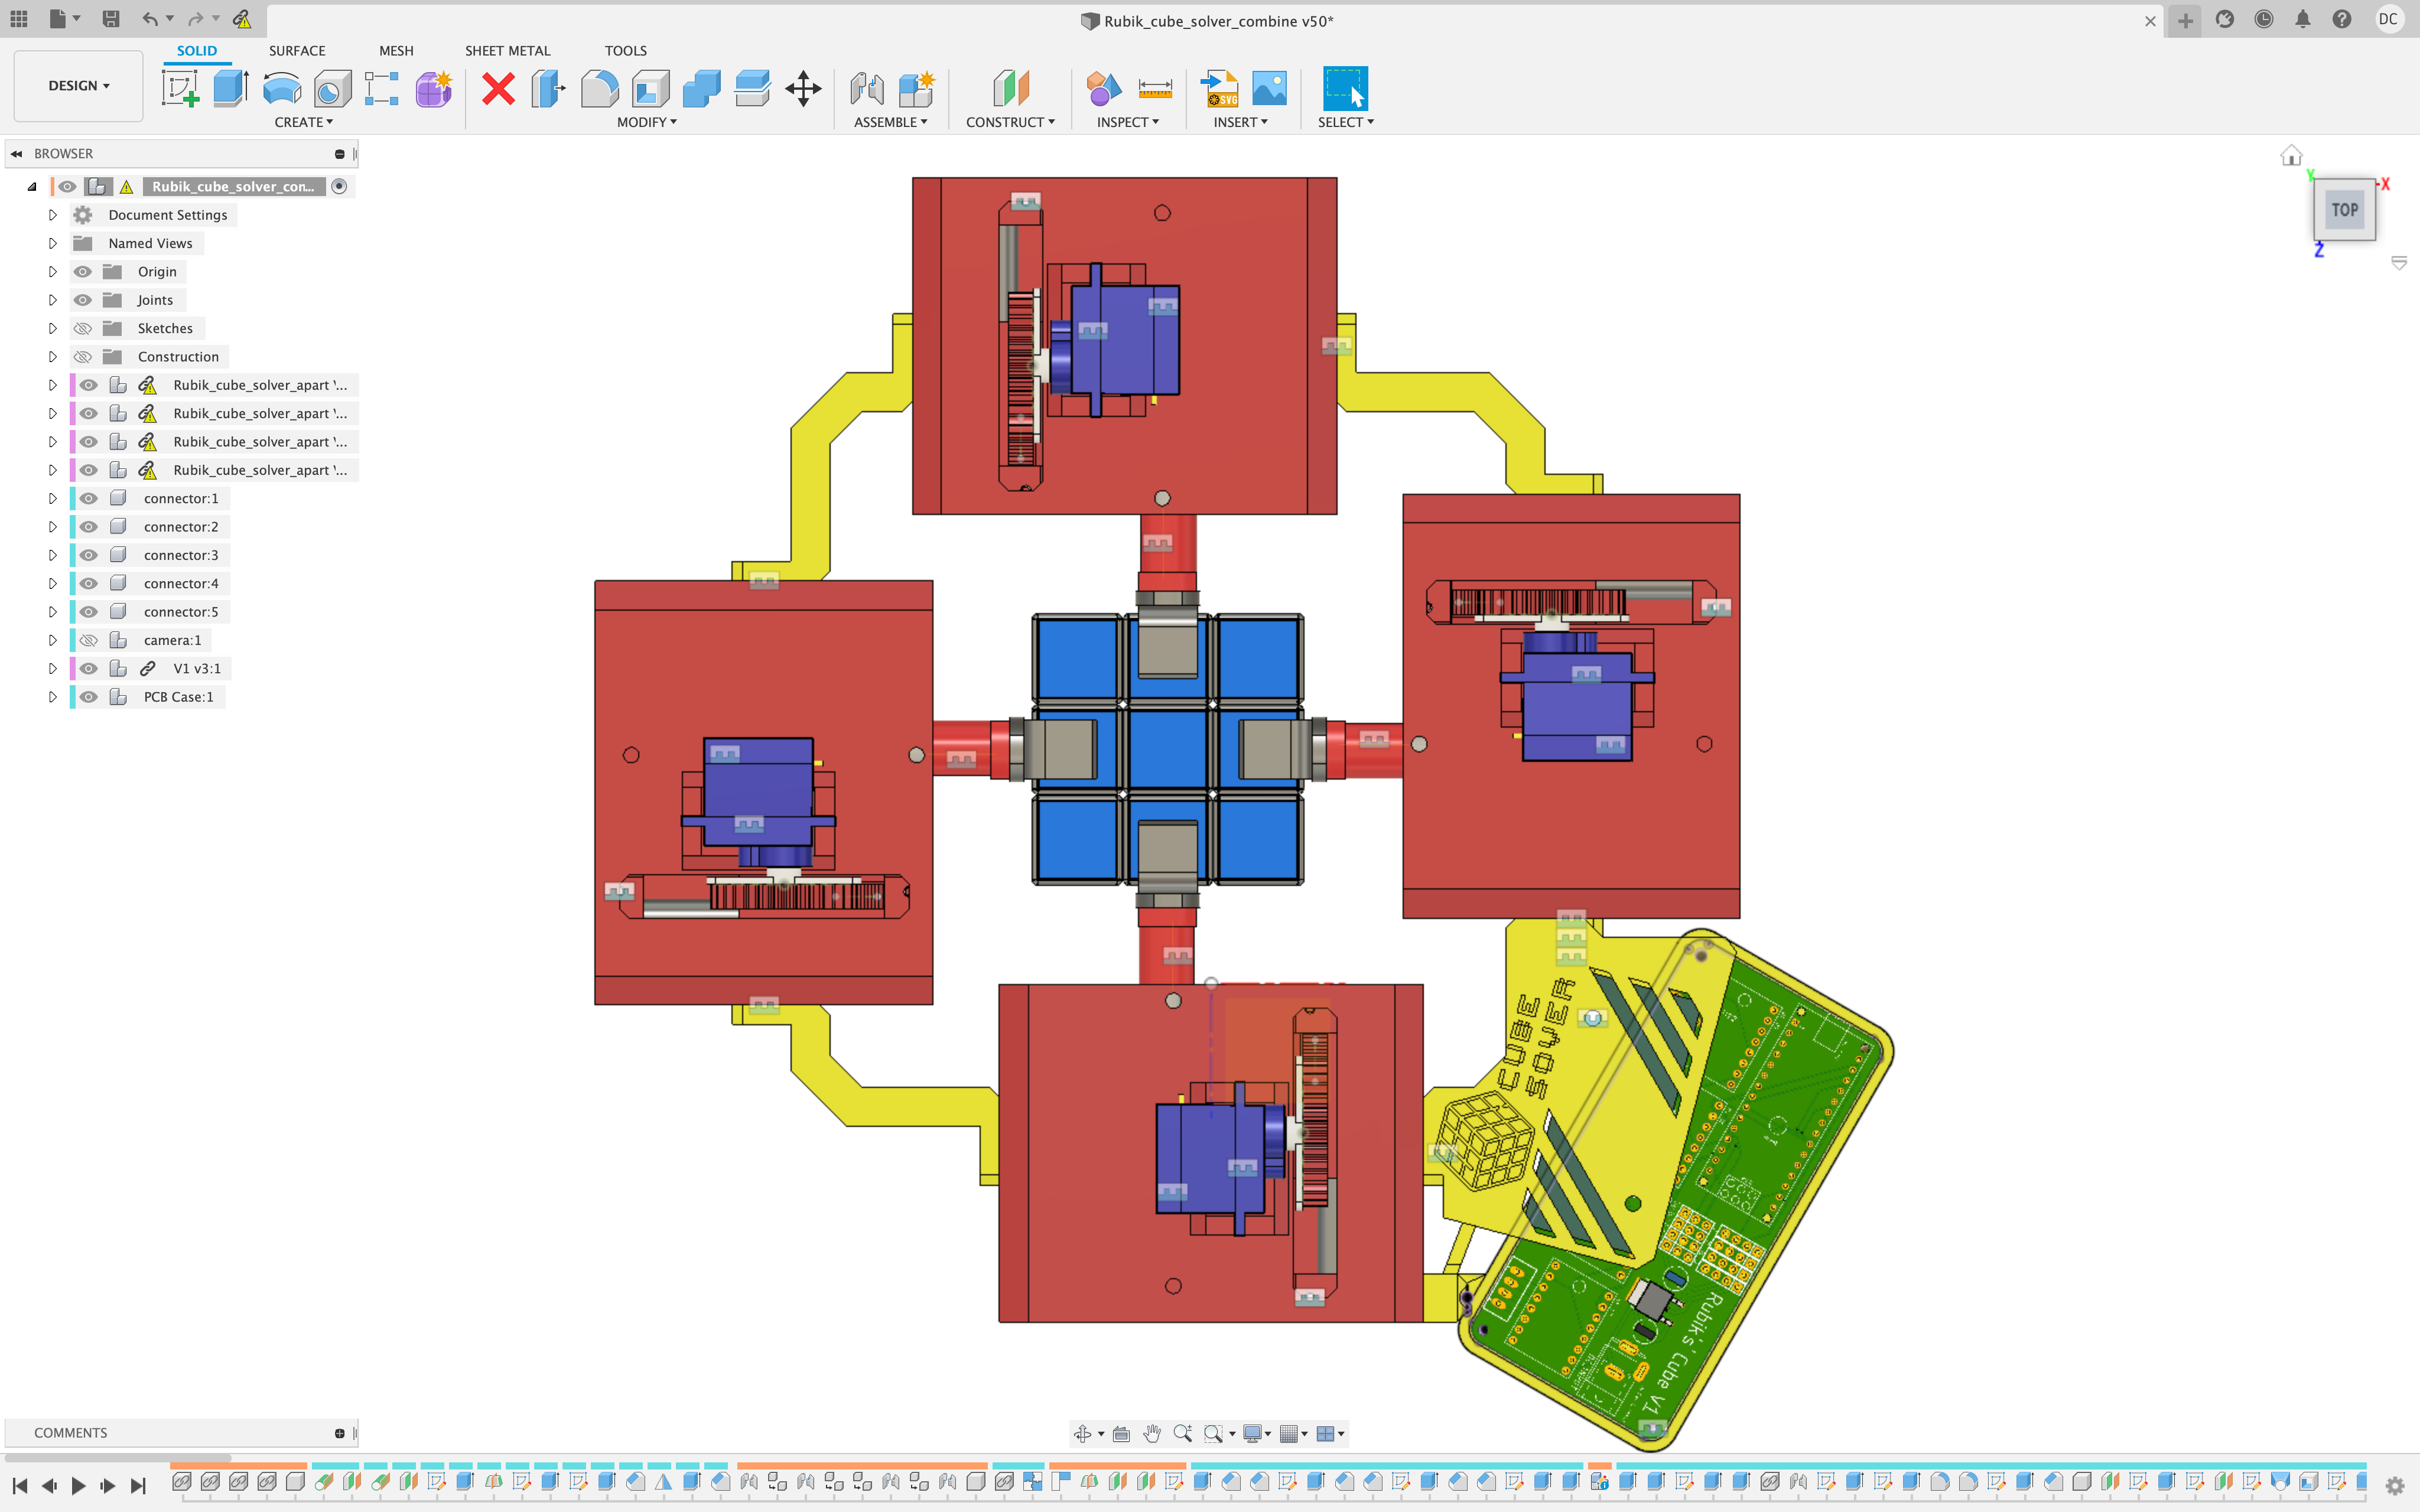 Rubik_cube_solver_combine v50*
DC
DESIGN
SOLID
SURFACE
MESH
SHEET METAL
TOOLS
CREATE
MODIFY
ASSEMBLE
CONSTRUCT
INSPECT
INSERT
SELECT
SVG
BROWSER
Rubik_cube_solver_con...
Document Settings
Named Views
Origin
Joints
Sketches
Construction
Rubik_cube_solver_apart '...
Rubik_cube_solver_apart '...
Rubik_cube_solver_apart '...
Rubik_cube_solver_apart '...
connector:1
connector:2
connector:3
connector:4
connector:5
camera:1
V1 v3:1
PCB Case:1
Y
X
TOP
Z
CUBE
SOVER
Rubik's Cube V1
COMMENTS